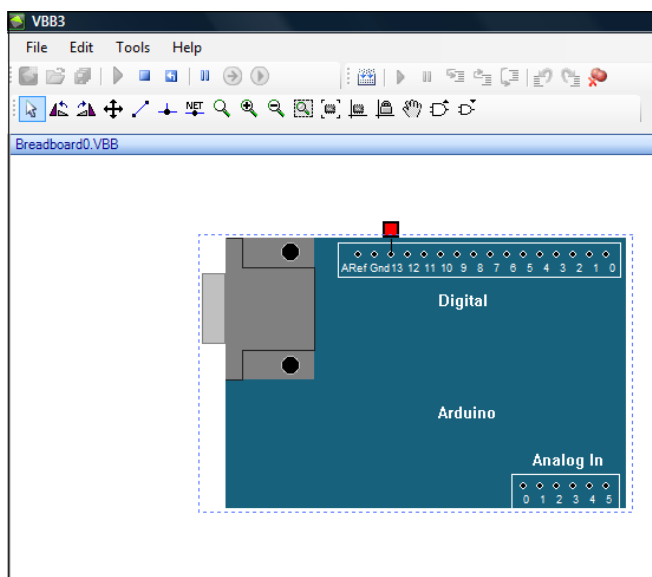 VBB3
File Edit Tools Help
NET
Breadboard0.VBB
ARef Gnd 13 12 11 10 9 8 7 6 5 4 3 2 1 0
Digital
Arduino
Analog In
0 1 2 3 4 5